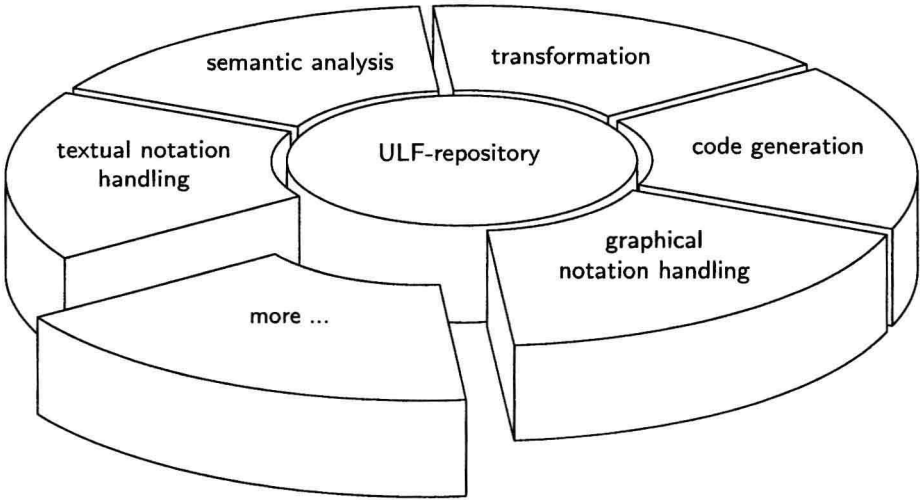 semantic analysis
transformation
textual notation
handling
ULF-repository
code generation
graphical
notation handling
more ...